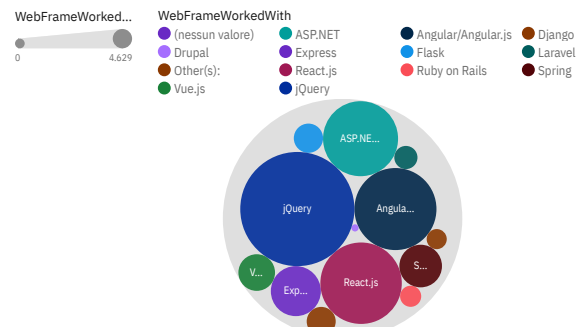 WebFrameWorked...
0 4,629
WebFrameWorkedWith
(nessun valore) ASP.NET Angular/Angular.js Django
Drupal Express Flask Laravel
Other(s): React.js Ruby on Rails Spring
Vue.js jQuery
ASP.NE...
jQuery Angula...
S...
V... React.js
Exp...